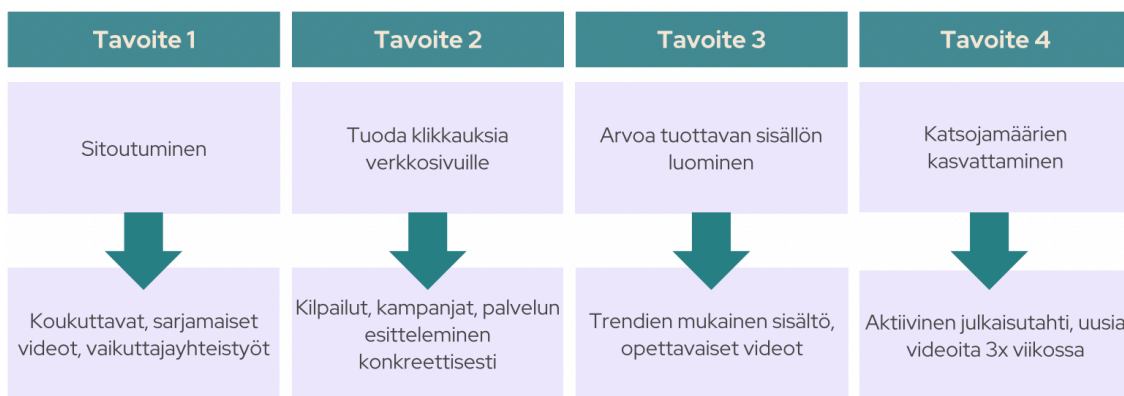 Tavoite 1
Tavoite 2
Tavoite 3
Tavoite 4
Sitoutuminen
Tuoda klikkauksia
verkkosivuille
Arvoa tuottavan sisällön
luominen
Katsojamäärien
kasvattaminen
Koukuttavat, sarjamaiset
videot, vaikuttajayhteistyöt
Kilpailut, kampanjat, palvelun
esitteleminen
konkreettisesti
Trendien mukainen sisältö,
opettavaiset videot
Aktiivinen julkaisutahti, uusia
videoita 3x viikossa